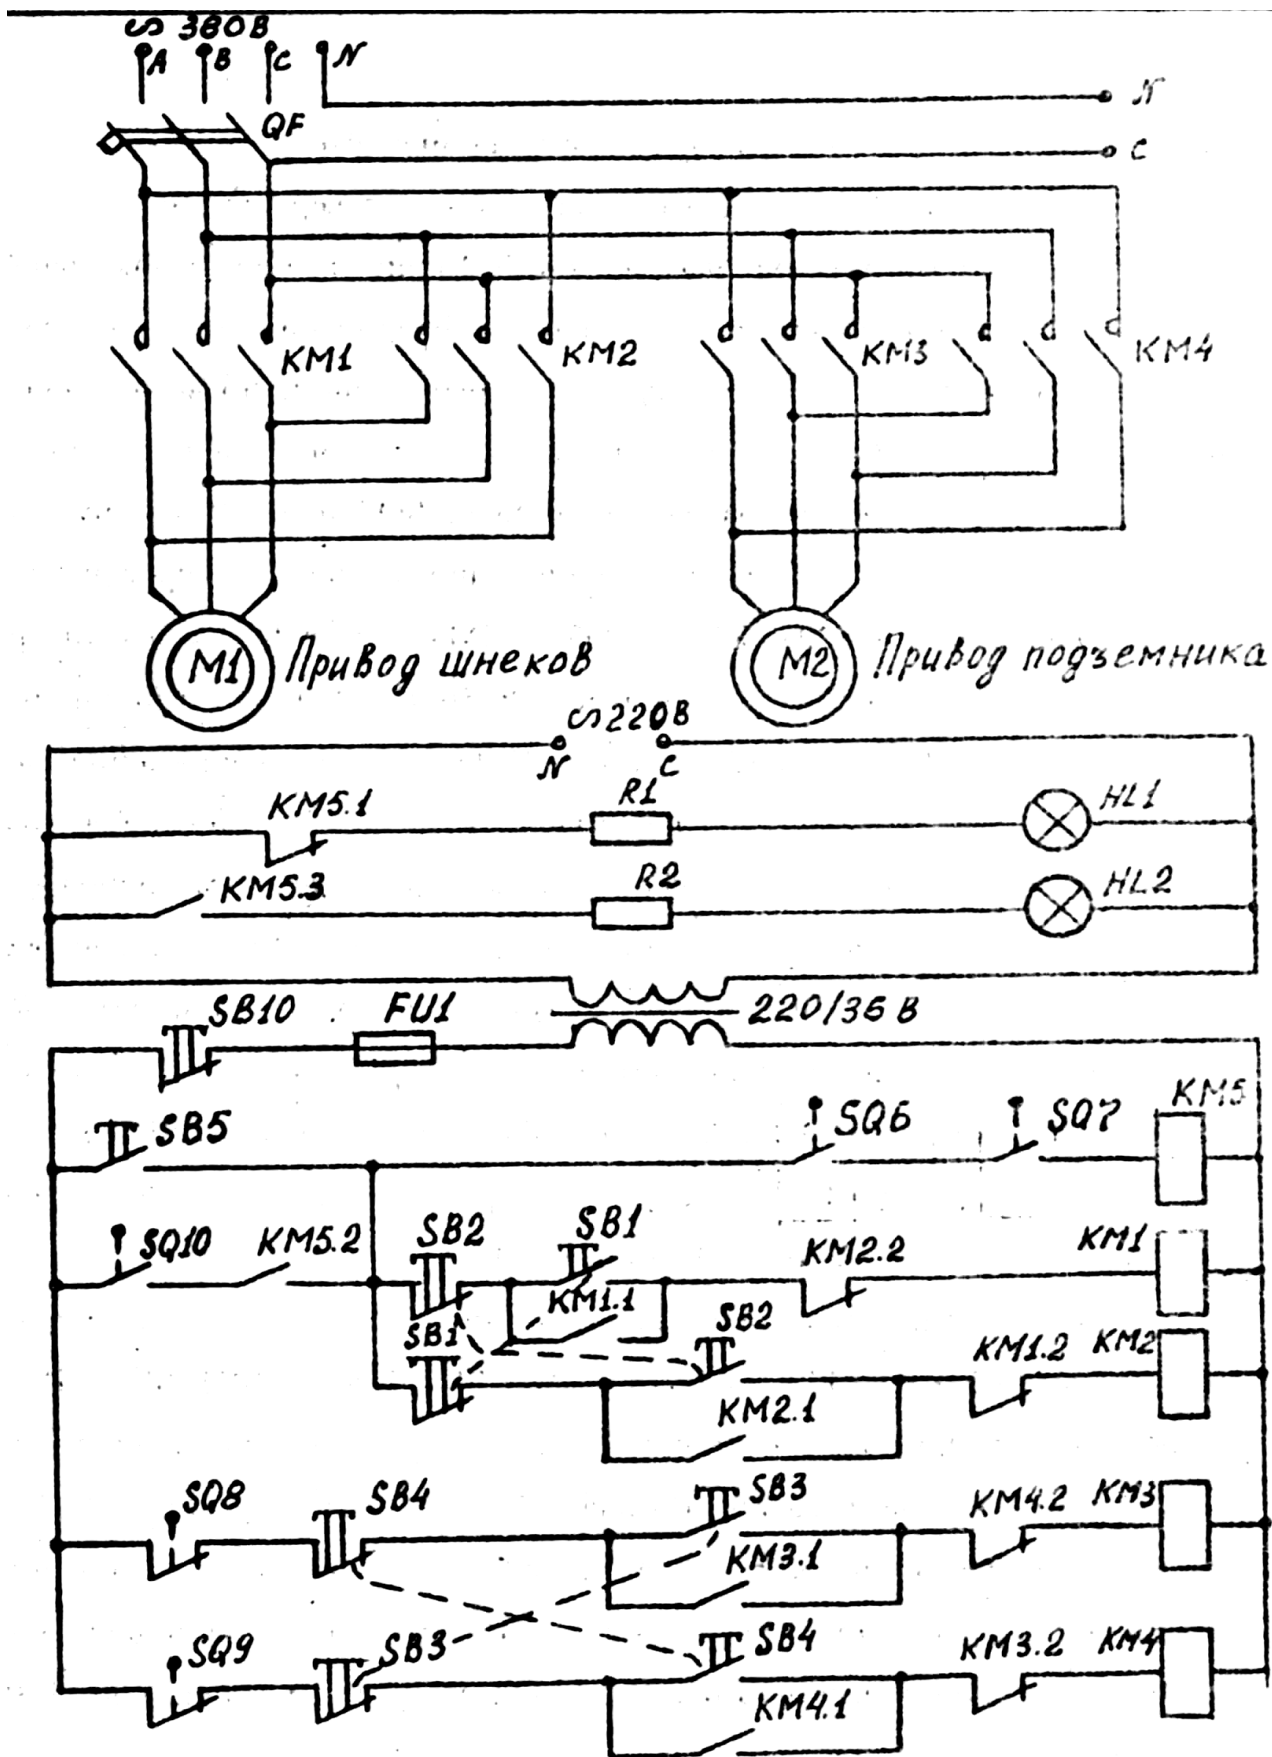 ∽ 380В
A B C N
N
QF
C
KM1 KM2 KM3 KM4
M1 Привод шнеков M2 Привод подъемника
∽220В
N C
KM5.1 R1 HL1
KM5.3 R2 HL2
SB10 FU1 220/36 В
KM5
SB5 SQ6 SQ7
SQ10 KM5.2 SB2 SB1 KM2.2 KM1
KM1.1
SB1 SB2 KM1.2 KM2
KM2.1
SQ8 SB4 SB3 KM4.2 KM3
KM3.1
SQ9 SB3 SB4 KM3.2 KM4
KM4.1